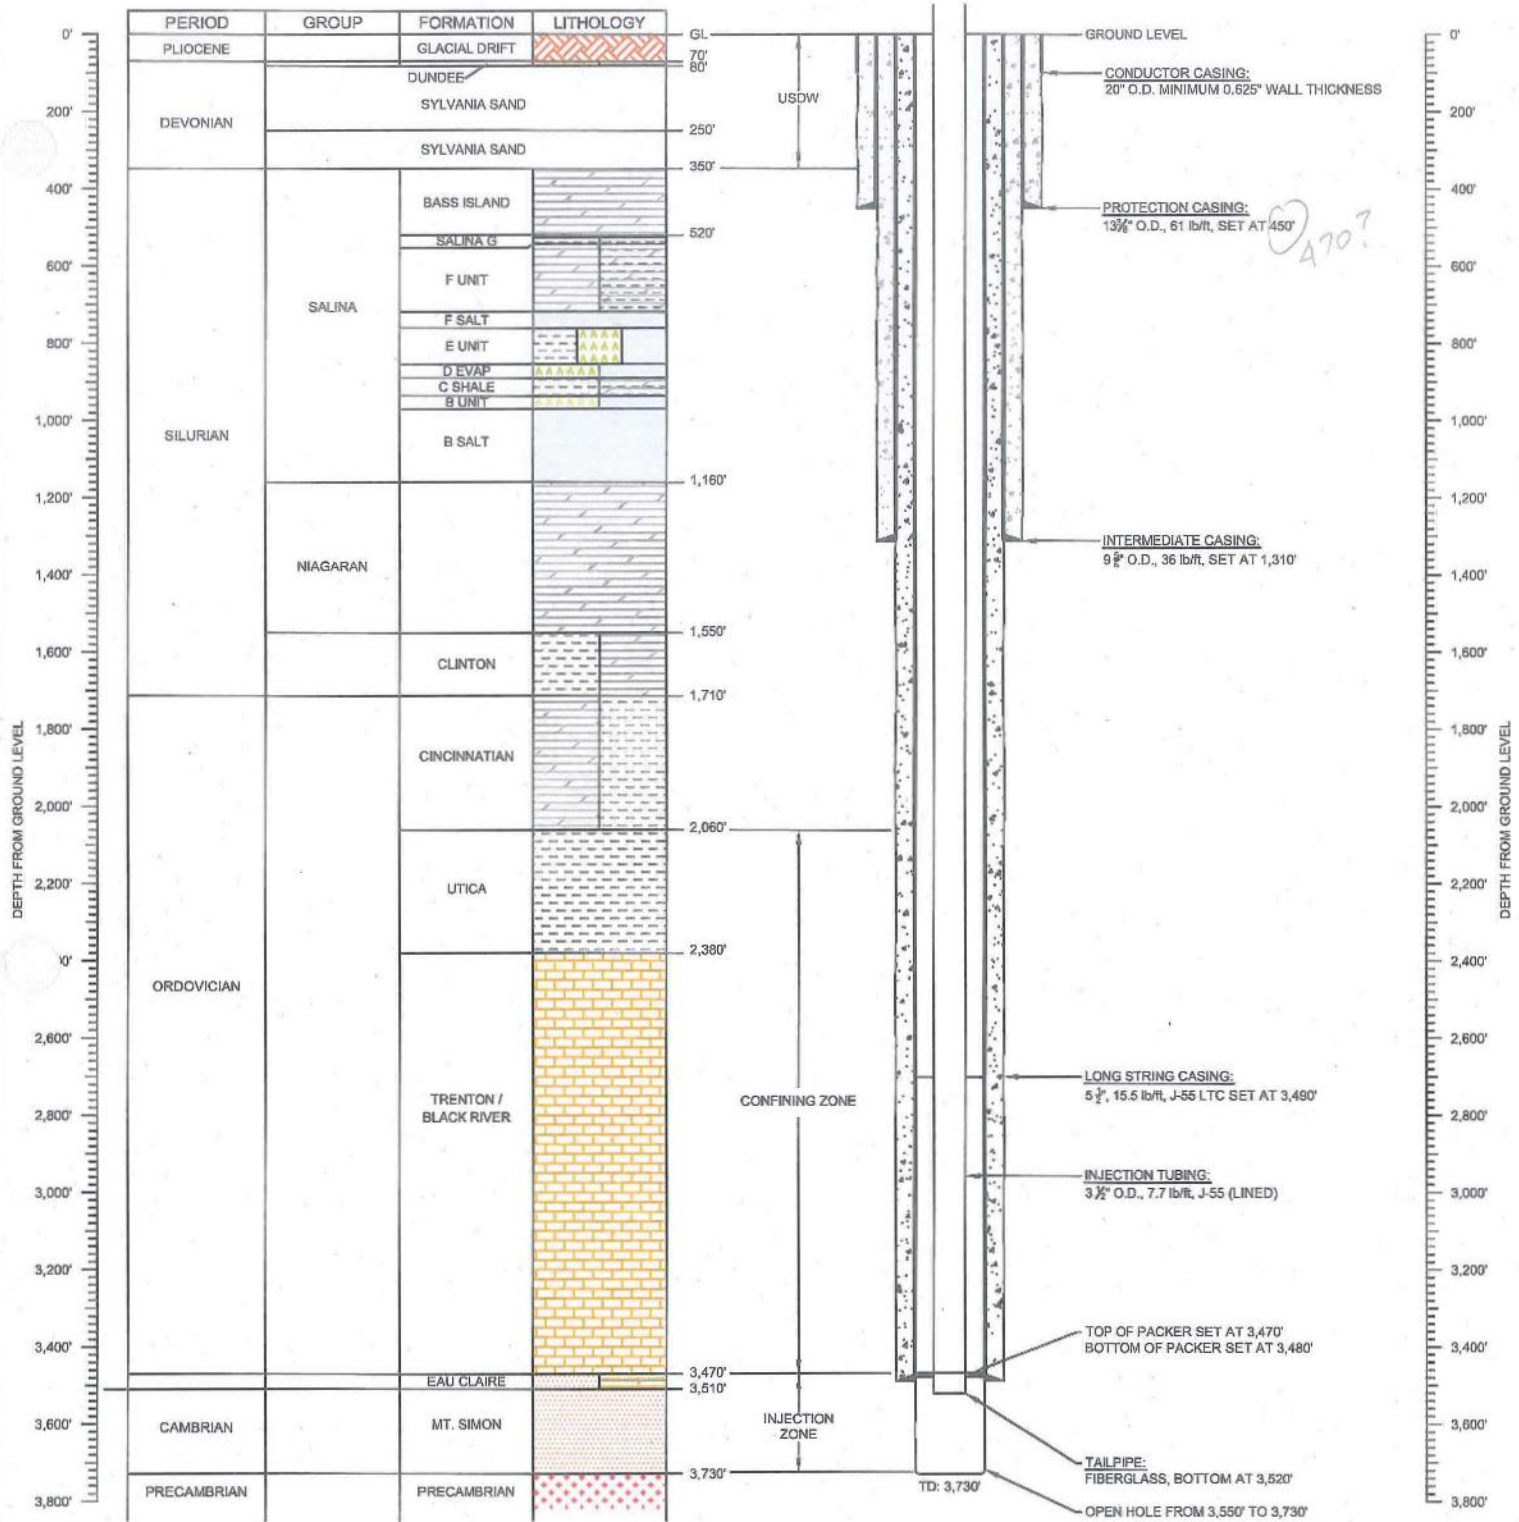 PERIOD GROUP FORMATION LITHOLOGY
PLIOCENE GLACIAL DRIFT
DUNDEE
SYLVANIA SAND
DEVONIAN
SYLVANIA SAND
BASS ISLAND
SALINA G
F UNIT
SALINA
F SALT
E UNIT
D EVAP
C SHALE
B UNIT
SILURIAN
B SALT
NIAGARAN
CLINTON
CINCINNATIAN
UTICA
ORDOVICIAN
TRENTON /
BLACK RIVER
EAU CLAIRE
CAMBRIAN
MT. SIMON
PRECAMBRIAN PRECAMBRIAN
GL
70'
80'
250'
350'
520'
1,160'
1,550'
1,710'
2,060'
2,380'
3,470'
3,510'
3,730'
USDW
CONFINING ZONE
INJECTION
ZONE
GROUND LEVEL
CONDUCTOR CASING:
20" O.D. MINIMUM 0.625" WALL THICKNESS
PROTECTION CASING:
13⅜" O.D., 61 lb/ft, SET AT 450'
470?
INTERMEDIATE CASING:
9⅝" O.D., 36 lb/ft, SET AT 1,310'
LONG STRING CASING:
5½", 15.5 lb/ft, J-55 LTC SET AT 3,490'
INJECTION TUBING:
3½" O.D., 7.7 lb/ft, J-55 (LINED)
TOP OF PACKER SET AT 3,470'
BOTTOM OF PACKER SET AT 3,480'
TAILPIPE:
FIBERGLASS, BOTTOM AT 3,520'
TD: 3,730'
OPEN HOLE FROM 3,550' TO 3,730'
DEPTH FROM GROUND LEVEL
0'
200'
400'
600'
800'
1,000'
1,200'
1,400'
1,600'
1,800'
2,000'
2,200'
0'
2,600'
2,800'
3,000'
3,200'
3,400'
3,600'
3,800'
DEPTH FROM GROUND LEVEL
0'
200'
400'
600'
800'
1,000'
1,200'
1,400'
1,600'
1,800'
2,000'
2,200'
2,400'
2,600'
2,800'
3,000'
3,200'
3,400'
3,600'
3,800'